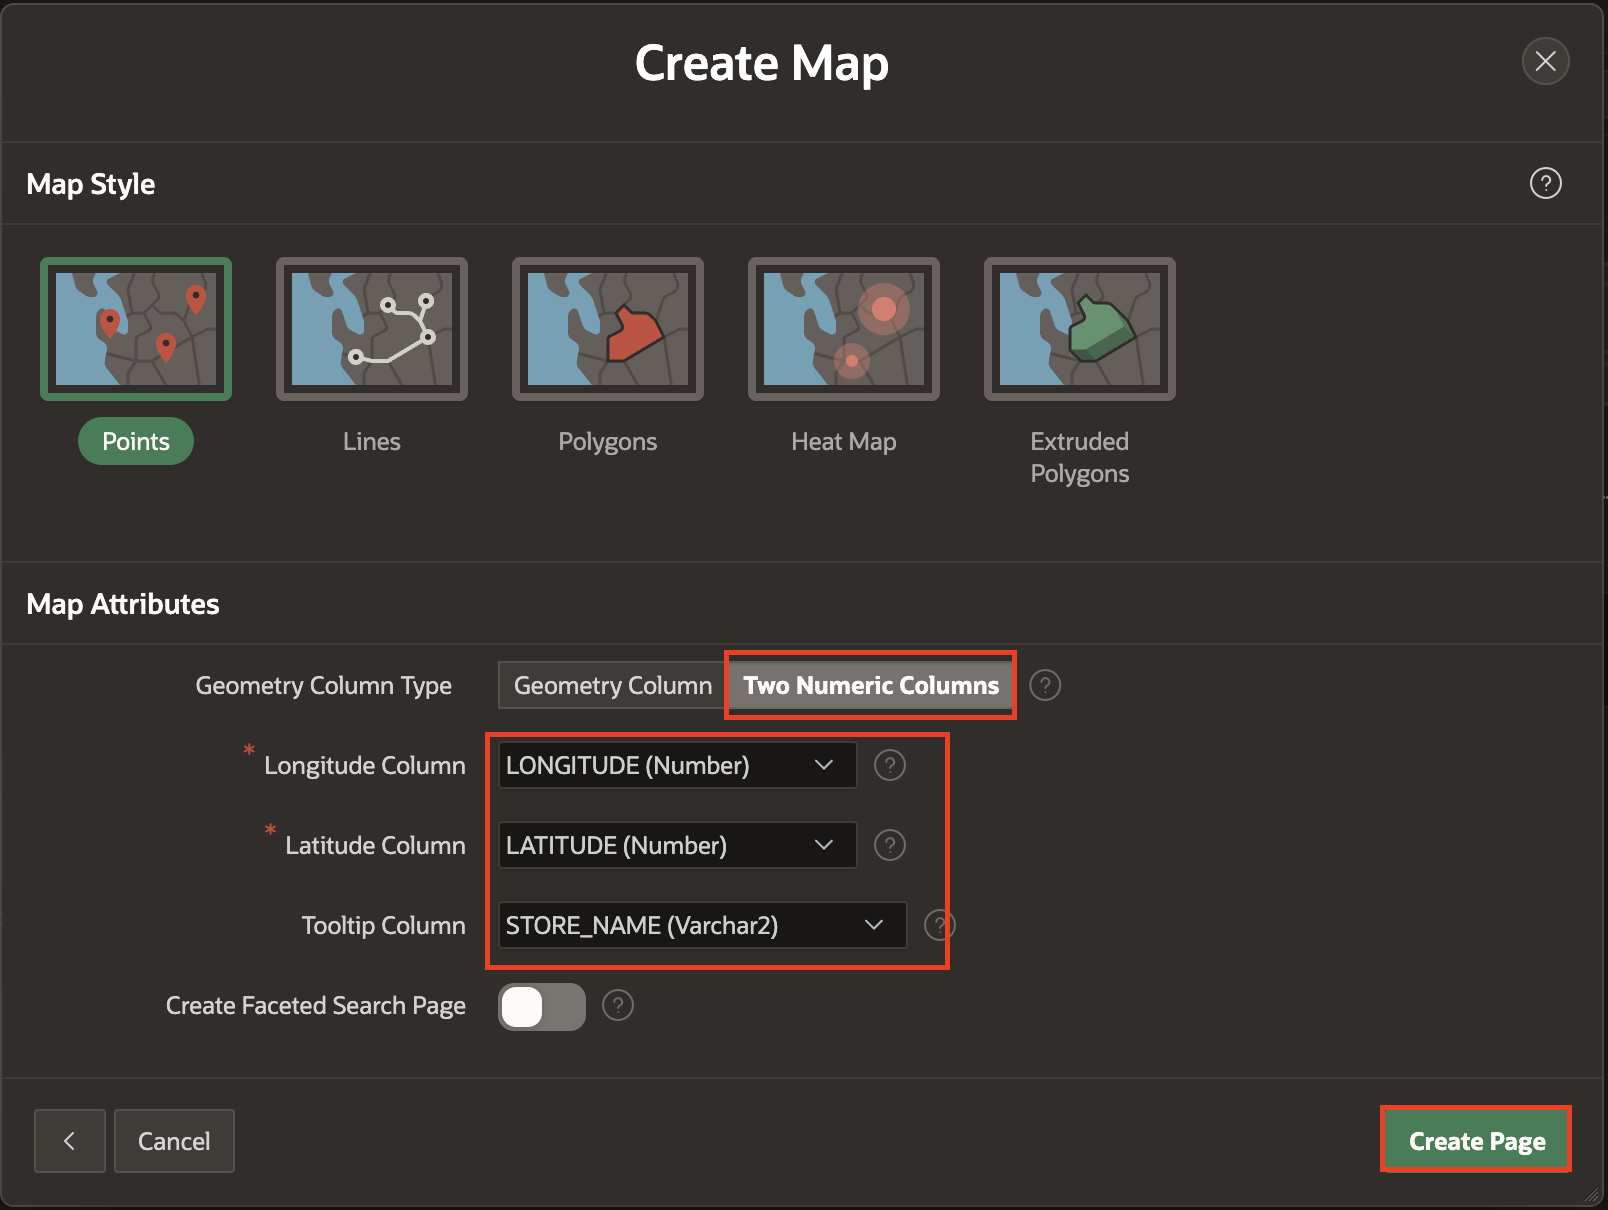 Create Map
Map Style
?
Points
Lines
Polygons
Heat Map
Extruded
Polygons
Map Attributes
Geometry Column Type Geometry Column Two Numeric Columns ?
* Longitude Column LONGITUDE (Number) ?
* Latitude Column LATITUDE (Number) ?
Tooltip Column STORE_NAME (Varchar2) ?
Create Faceted Search Page ?
Cancel Create Page